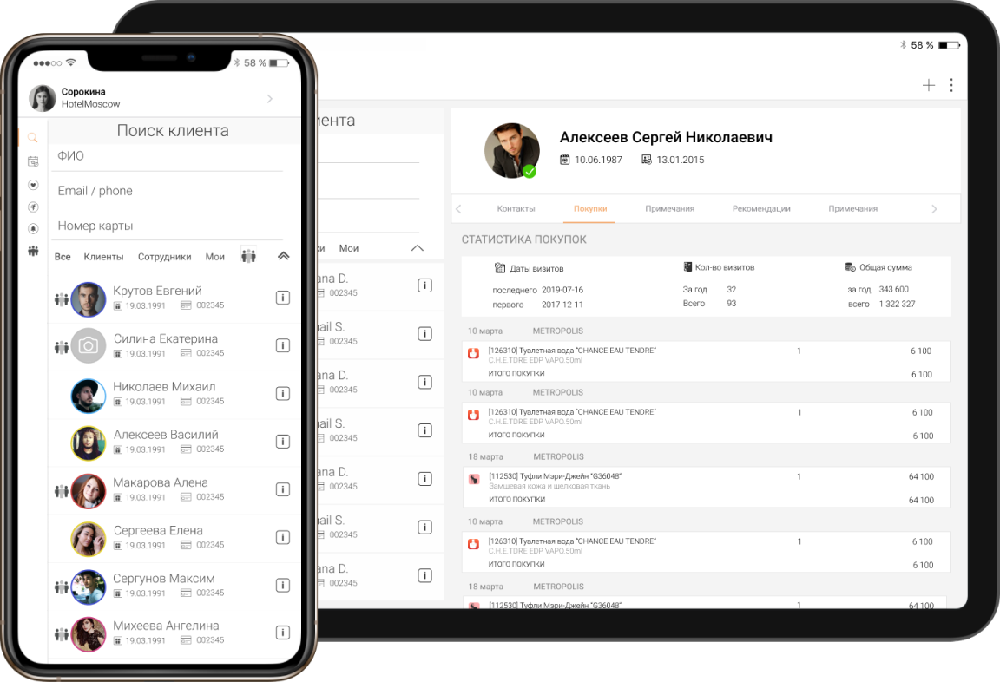 58 %
Сорокина
HotelMoscow
Поиск клиента
ФИО
Email / phone
Номер карты
Все Клиенты Сотрудники Мои
Крутов Евгений
19.03.1991 002345
Силина Екатерина
19.03.1991 002345
Николаев Михаил
19.03.1991 002345
Алексеев Василий
19.03.1991 002345
Макарова Алена
19.03.1991 002345
Сергеева Елена
19.03.1991 002345
Сергунов Максим
19.03.1991 002345
Михеева Ангелина
19.03.1991 002345
58 %
иента
ки Мои
ana D.
002345
ail S.
002345
ana D.
002345
ail S.
002345
ana D.
002345
ail S.
002345
ana D.
002345
Алексеев Сергей Николаевич
10.06.1987 13.01.2015
Контакты Покупки Примечания Рекомендации Примечания
СТАТИСТИКА ПОКУПОК
Даты визитов Кол-во визитов Общая сумма
последнего 2019-07-16 За год 32 за год 343 600
первого 2017-12-11 Всего 93 всего 1 322 327
10 марта METROPOLIS
[126310] Туалетная вода “CHANCE EAU TENDRE” 1 6 100
C.H.E.TDRE EDP VAPO.50ml
ИТОГО ПОКУПКИ 6 100
10 марта METROPOLIS
[126310] Туалетная вода “CHANCE EAU TENDRE” 1 6 100
C.H.E.TDRE EDP VAPO.50ml
ИТОГО ПОКУПКИ 6 100
18 марта METROPOLIS
[112530] Туфли Мэри-Джейн “G36048” 1 64 100
Замшевая кожа и шелковая ткань
ИТОГО ПОКУПКИ 64 100
10 марта METROPOLIS
[126310] Туалетная вода “CHANCE EAU TENDRE” 1 6 100
C.H.E.TDRE EDP VAPO.50ml
ИТОГО ПОКУПКИ 6 100
18 марта METROPOLIS
[112530] Туфли Мэри-Джейн “G36048” 1 64 100